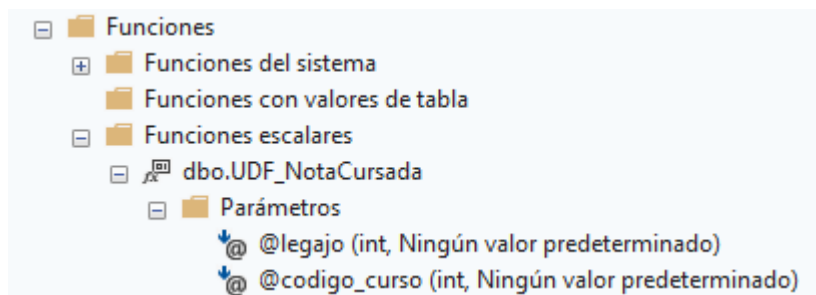 Funciones
Funciones del sistema
Funciones con valores de tabla
Funciones escalares
dbo.UDF_NotaCursada
Parámetros
@legajo (int, Ningún valor predeterminado)
@codigo_curso (int, Ningún valor predeterminado)